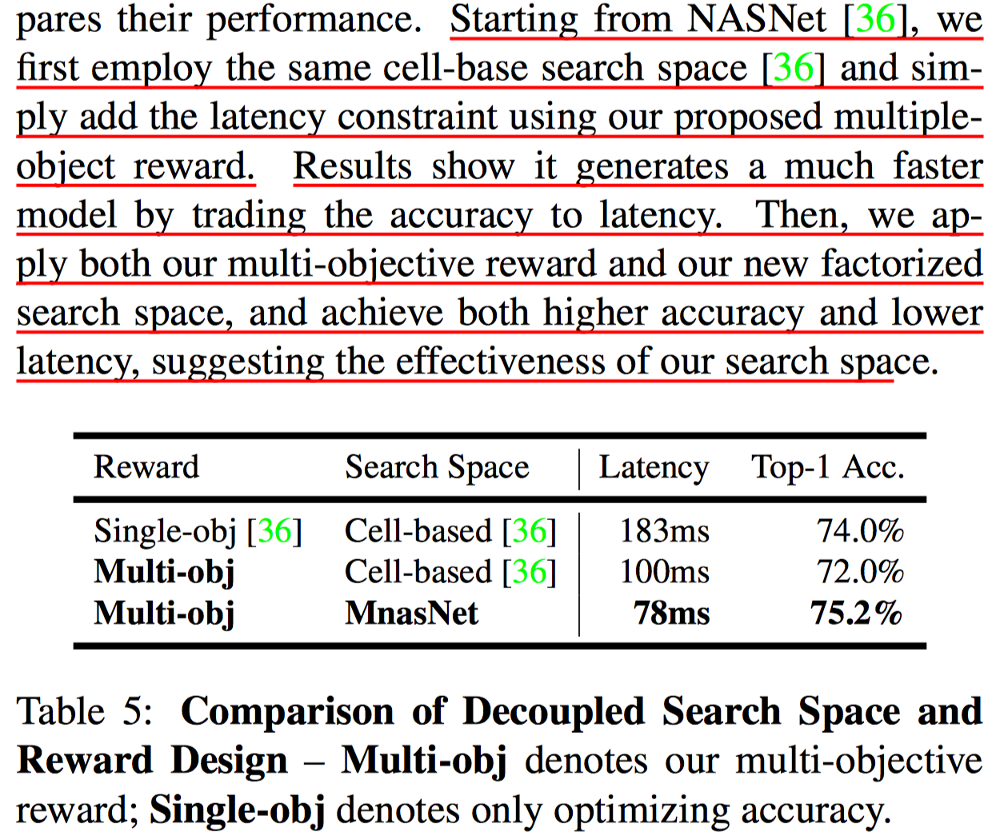 pares their performance. Starting from NASNet [36], we
first employ the same cell-base search space [36] and sim-
ply add the latency constraint using our proposed multiple-
object reward. Results show it generates a much faster
model by trading the accuracy to latency. Then, we ap-
ply both our multi-objective reward and our new factorized
search space, and achieve both higher accuracy and lower
latency, suggesting the effectiveness of our search space.
Reward Search Space Latency Top-1 Acc.
Single-obj [36] Cell-based [36] 183ms 74.0%
Multi-obj Cell-based [36] 100ms 72.0%
Multi-obj MnasNet 78ms 75.2%
Table 5: Comparison of Decoupled Search Space and
Reward Design – Multi-obj denotes our multi-objective
reward; Single-obj denotes only optimizing accuracy.